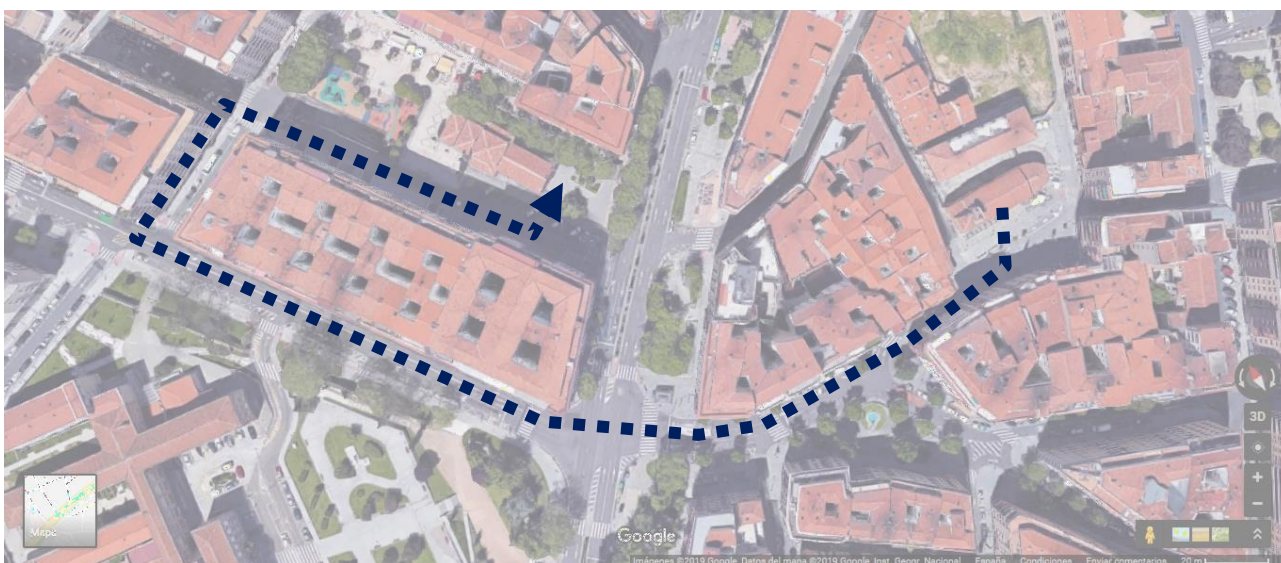 3D
Mapa
Google
Imágenes ©2019 Google, Datos del mapa ©2019 Google, Inst. Geogr. Nacional España Condiciones Enviar comentarios 20 m